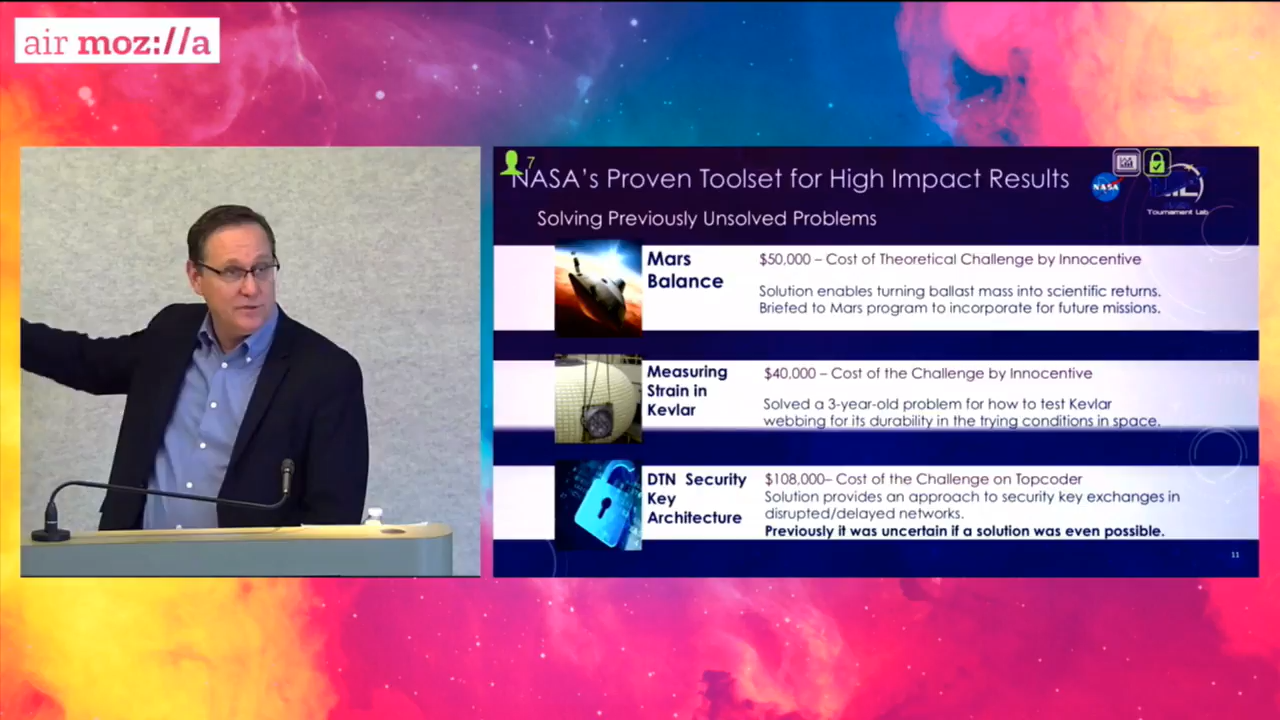 air moz://a
7
NASA's Proven Toolset for High Impact Results
NASA
Tournament Lab
Solving Previously Unsolved Problems
Mars
Balance
$50,000 – Cost of Theoretical Challenge by Innocentive
Solution enables turning ballast mass into scientific returns.
Briefed to Mars program to incorporate for future missions.
Measuring
Strain in
Kevlar
$40,000 – Cost of the Challenge by Innocentive
Solved a 3-year-old problem for how to test Kevlar
webbing for its durability in the trying conditions in space.
DTN Security
Key
Architecture
$108,000– Cost of the Challenge on Topcoder
Solution provides an approach to security key exchanges in
disrupted/delayed networks.
Previously it was uncertain if a solution was even possible.
11